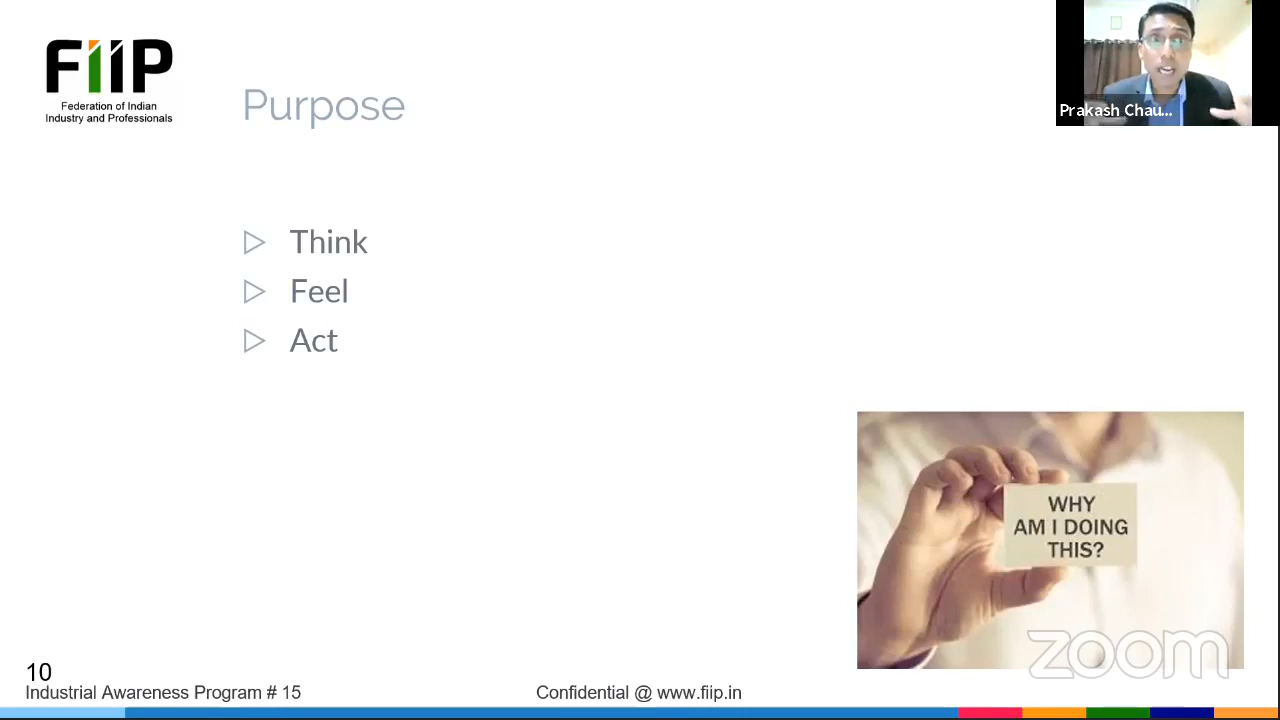 FiiP
Federation of Indian
Industry and Professionals
Purpose
Prakash Chau...
Think
Feel
Act
WHY
AM I DOING
THIS?
zoom
10
Industrial Awareness Program # 15
Confidential @ www.fiip.in